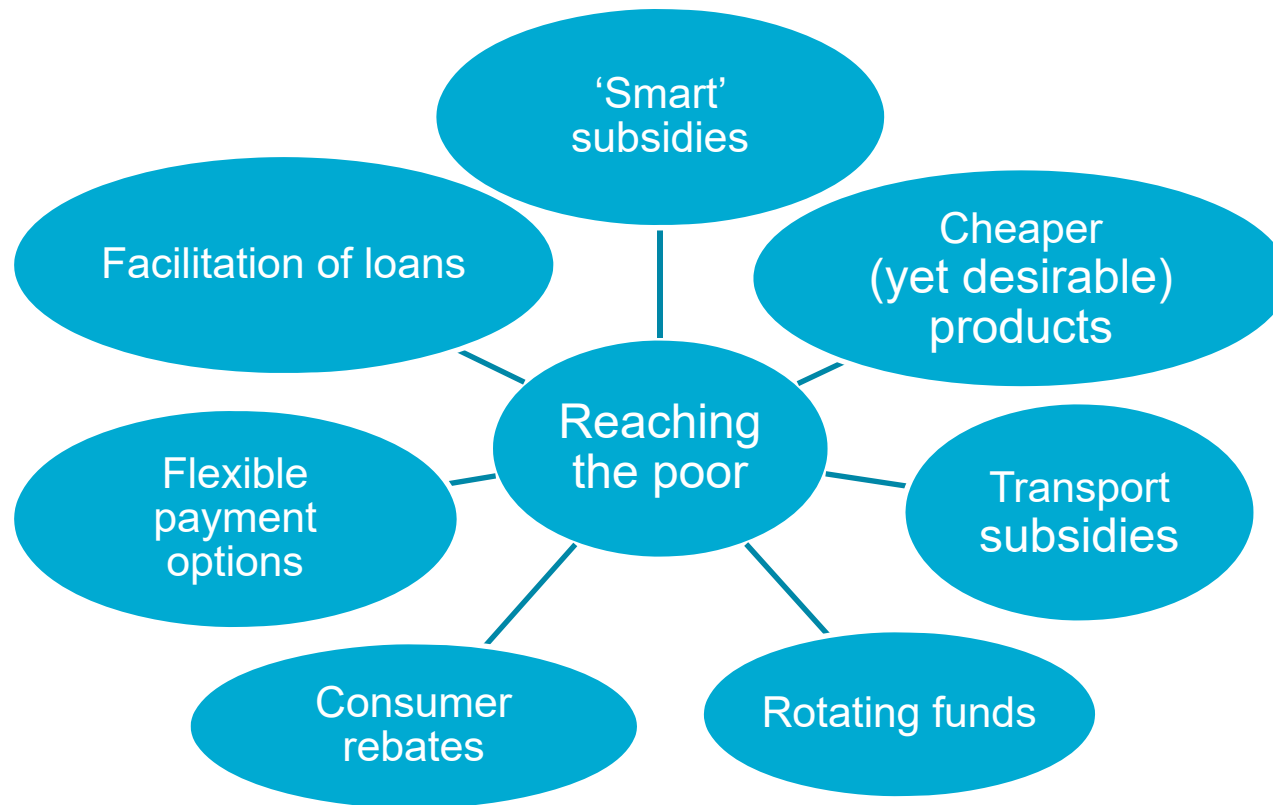 ‘Smart’
subsidies
Facilitation of loans
Cheaper
(yet desirable)
products
Reaching
the poor
Flexible
payment
options
Transport
subsidies
Consumer
rebates
Rotating funds